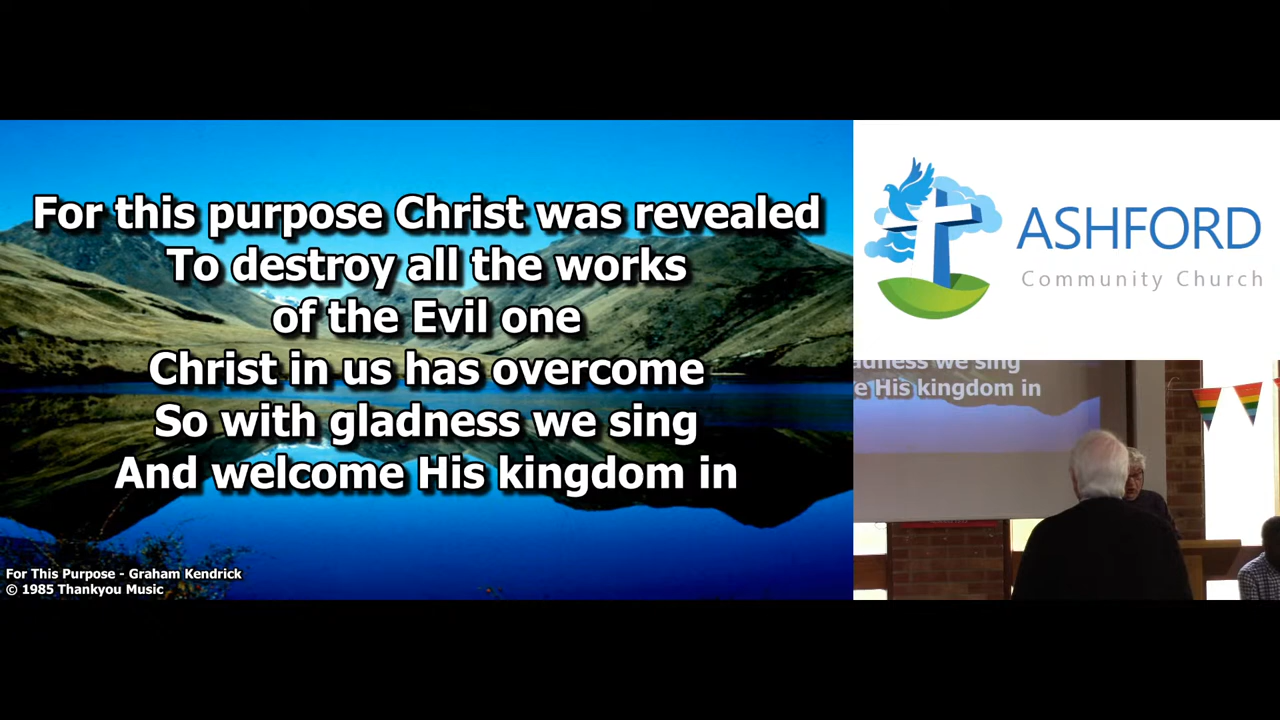 For this purpose Christ was revealed
To destroy all the works
of the Evil one
Christ in us has overcome
So with gladness we sing
And welcome His kingdom in
For This Purpose - Graham Kendrick
© 1985 Thankyou Music
ASHFORD
Community Church
we sing
His kingdom in